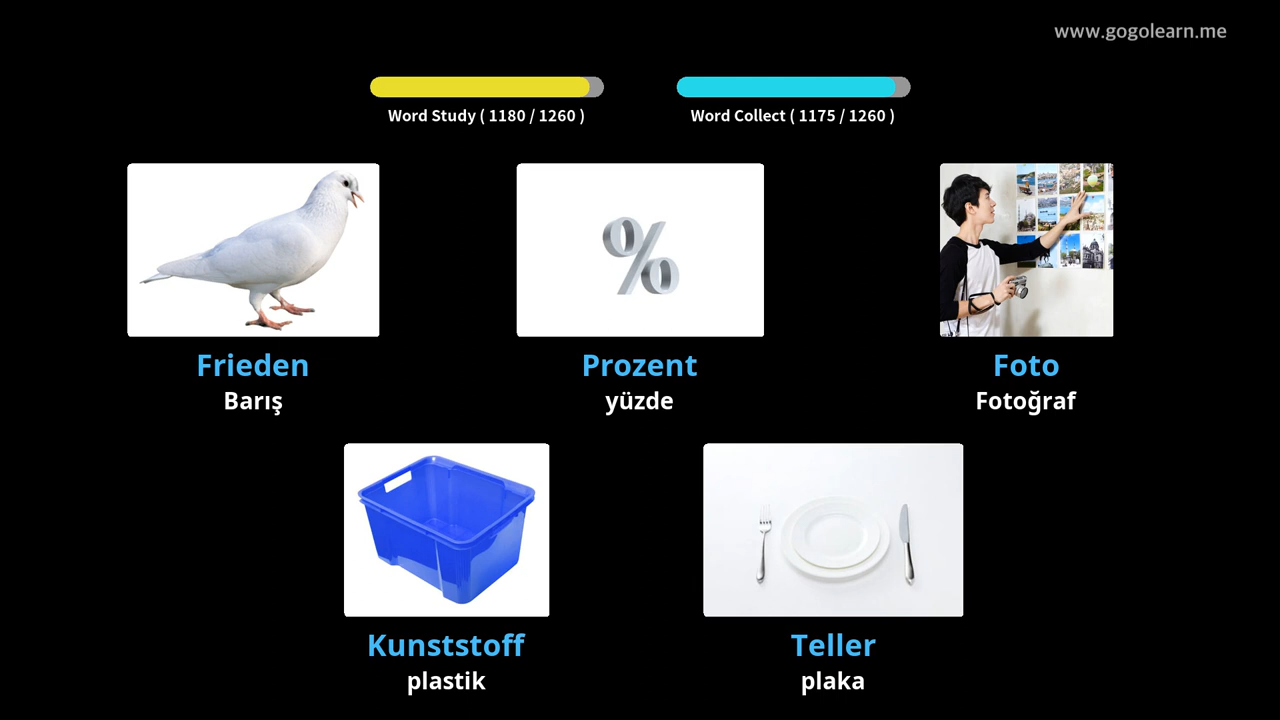 www.gogolearn.me
Word Study ( 1180 / 1260 )
Word Collect ( 1175 / 1260 )
Frieden
Barış
Prozent
yüzde
Foto
Fotoğraf
Kunststoff
plastik
Teller
plaka